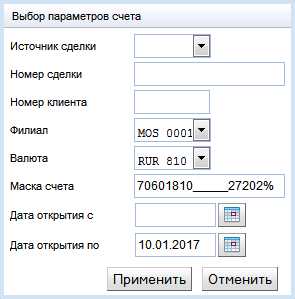 Выбор параметров счета
Источник сделки
Номер сделки
Номер клиента
Филиал MOS 0001
Валюта RUR 810
Маска счета 70601810______27202%
Дата открытия с
Дата открытия по 10.01.2017
Применить Отменить